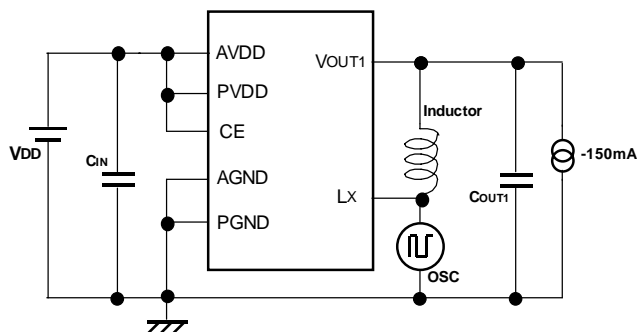 AVDD
VOUT1
PVDD
Inductor
CE
VDD
CIN
-150mA
AGND
LX
COUT1
PGND
OSC